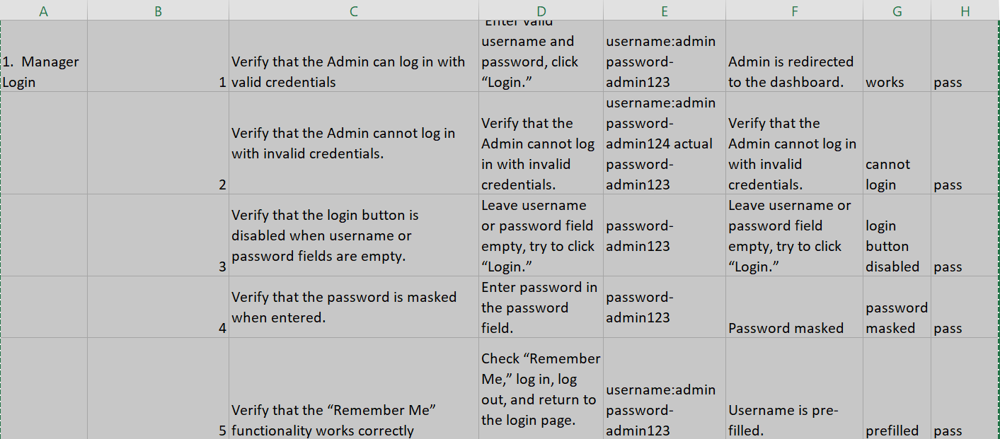 A B C D E F G H
1. Manager
Login
1
Verify that the Admin can log in with
valid credentials
Enter valid
username and
password, click
“Login.”
username:admin
password-
admin123
Admin is redirected
to the dashboard.
works
pass
2
Verify that the Admin cannot log in
with invalid credentials.
Verify that the
Admin cannot log
in with invalid
credentials.
username:admin
password-
admin124 actual
password-
admin123
Verify that the
Admin cannot log in
with invalid
credentials.
cannot
login
pass
3
Verify that the login button is
disabled when username or
password fields are empty.
Leave username
or password field
empty, try to click
“Login.”
password-
admin123
Leave username or
password field
empty, try to click
“Login.”
login
button
disabled
pass
4
Verify that the password is masked
when entered.
Enter password in
the password
field.
password-
admin123
Password masked
password
masked
pass
5
Verify that the “Remember Me”
functionality works correctly
Check “Remember
Me,” log in, log
out, and return to
the login page.
username:admin
password-
admin123
Username is pre-
filled.
prefilled
pass